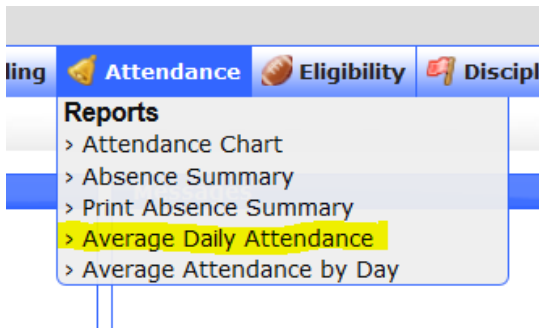 ling Attendance Eligibility Discipl
Reports
› Attendance Chart
› Absence Summary
› Print Absence Summary
› Average Daily Attendance
› Average Attendance by Day